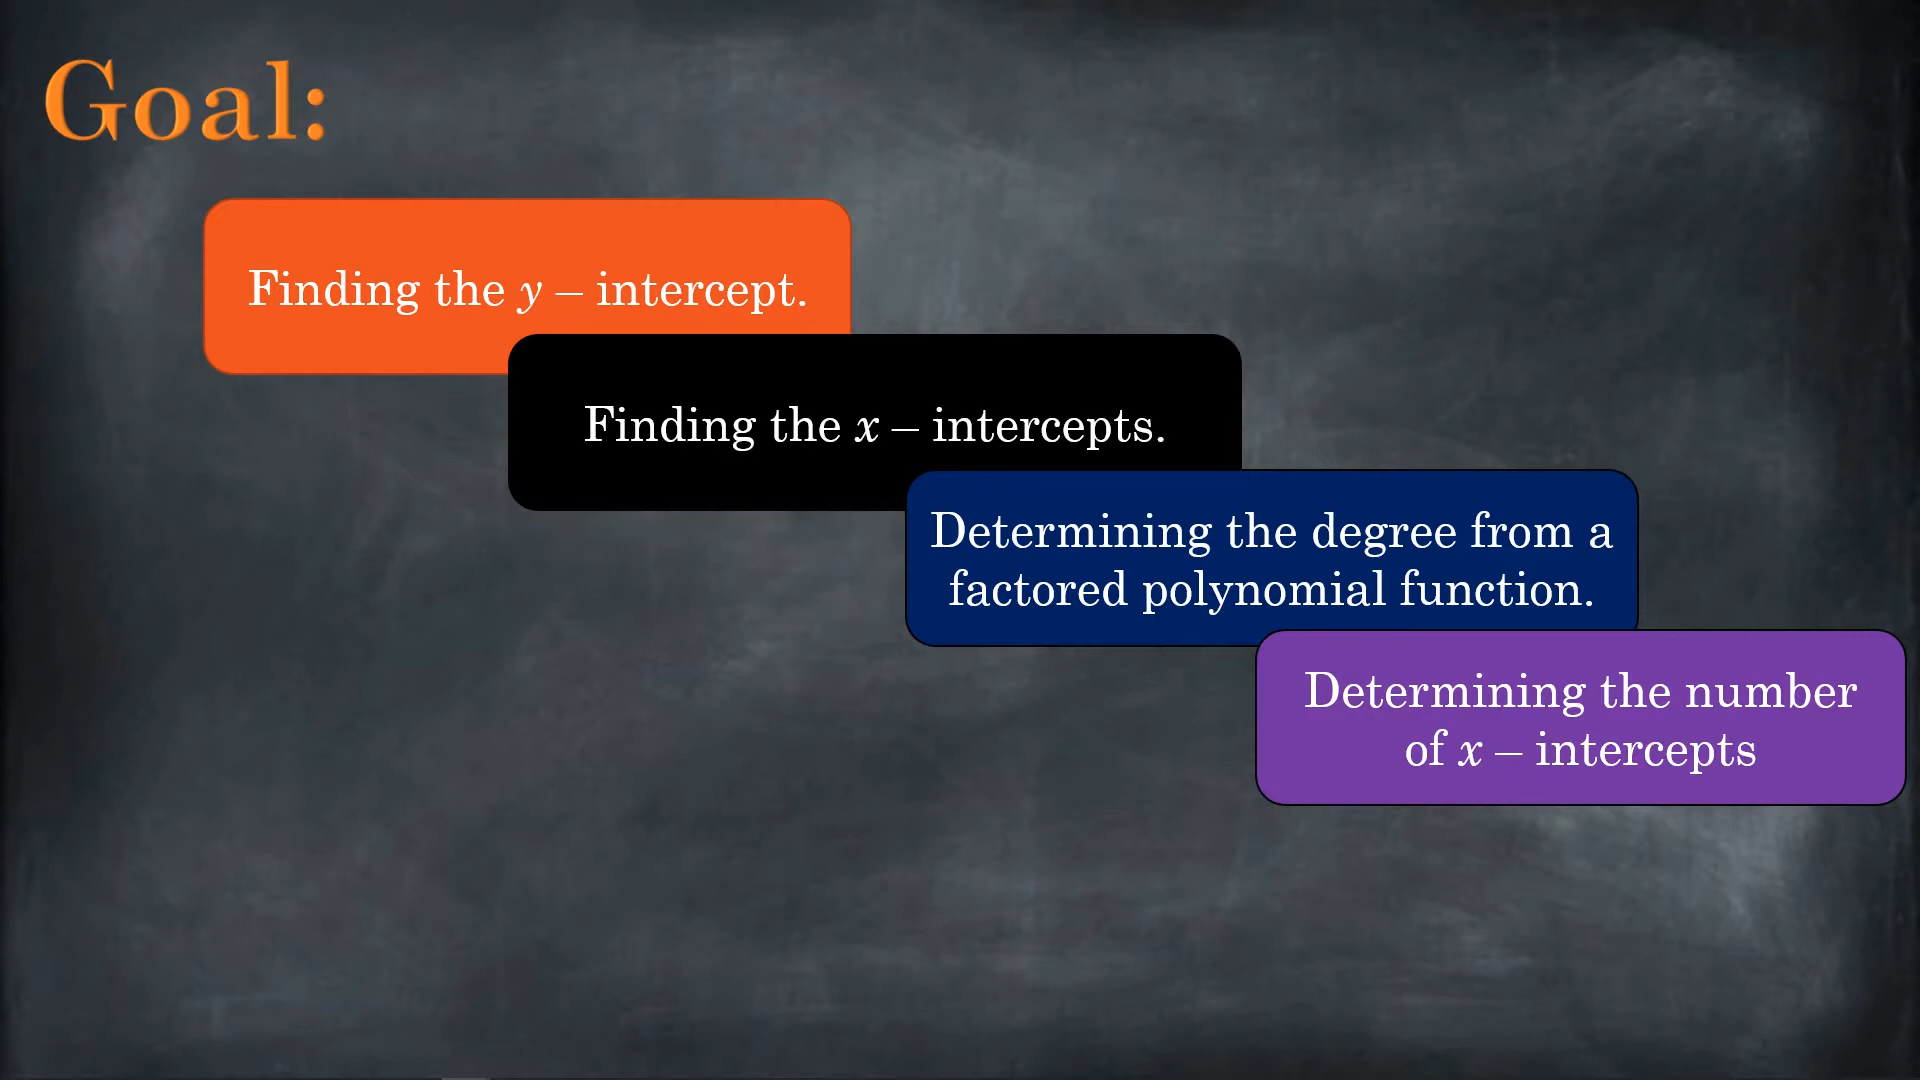 Goal:
Finding the y – intercept.
Finding the x – intercepts.
Determining the degree from a
factored polynomial function.
Determining the number
of x – intercepts